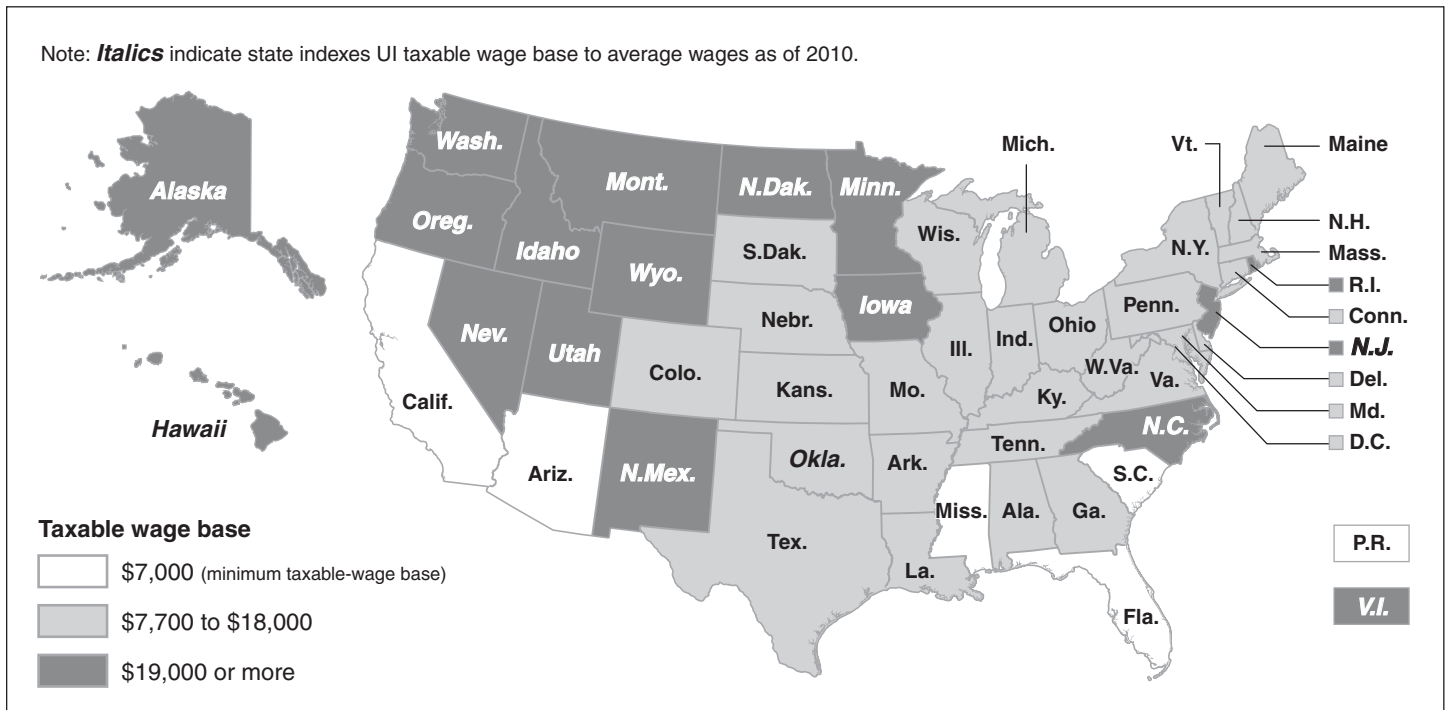 Note: Italics indicate state indexes UI taxable wage base to average wages as of 2010.
Alaska
Hawaii
Wash.
Oreg.
Calif.
Nev.
Idaho
Mont.
Wyo.
Utah
Ariz.
N.Mex.
Colo.
N.Dak.
S.Dak.
Nebr.
Kans.
Okla.
Tex.
Minn.
Iowa
Mo.
Ark.
La.
Wis.
Ill.
Mich.
Ind.
Ohio
Ky.
Tenn.
Miss.
Ala.
Ga.
Fla.
S.C.
N.C.
Va.
W.Va.
Penn.
N.Y.
Vt.
Maine
N.H.
Mass.
R.I.
Conn.
N.J.
Del.
Md.
D.C.
P.R.
V.I.
Taxable wage base
$7,000 (minimum taxable-wage base)
$7,700 to $18,000
$19,000 or more